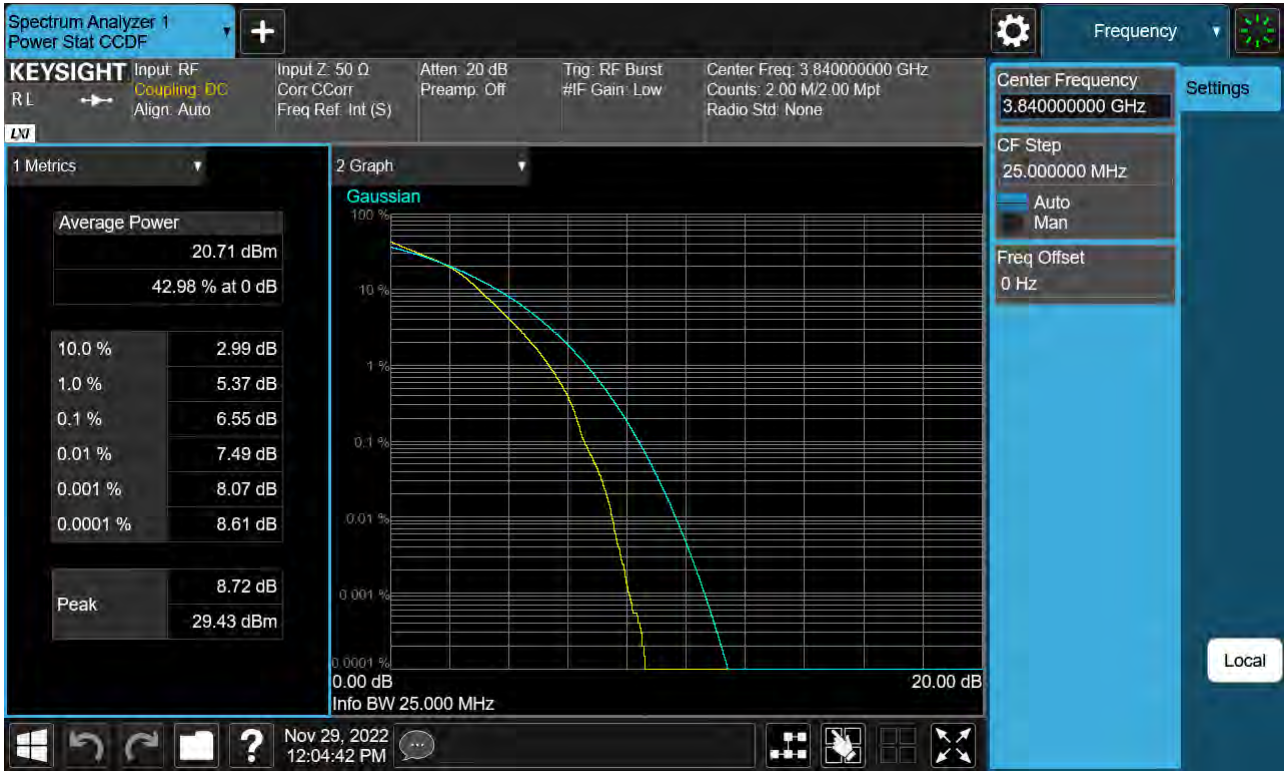 Spectrum Analyzer 1
Power Stat CCDF
Frequency
KEYSIGHT
R L
LXI
Input: RF
Coupling: DC
Align: Auto
Input Z: 50 Ω
Corr CCorr
Freq Ref: Int (S)
Atten: 20 dB
Preamp: Off
Trig: RF Burst
#IF Gain: Low
Center Freq: 3.840000000 GHz
Counts: 2.00 M/2.00 Mpt
Radio Std: None
Center Frequency
3.840000000 GHz
Settings
CF Step
25.000000 MHz
Auto
Man
Freq Offset
0 Hz
1 Metrics
Average Power
20.71 dBm
42.98 % at 0 dB
10.0 % 2.99 dB
1.0 % 5.37 dB
0.1 % 6.55 dB
0.01 % 7.49 dB
0.001 % 8.07 dB
0.0001 % 8.61 dB
Peak
8.72 dB
29.43 dBm
2 Graph
Gaussian
100 %
10 %
1 %
0.1 %
0.01 %
0.001 %
0.0001 %
0.00 dB 20.00 dB
Info BW 25.000 MHz
Local
?
Nov 29, 2022
12:04:42 PM